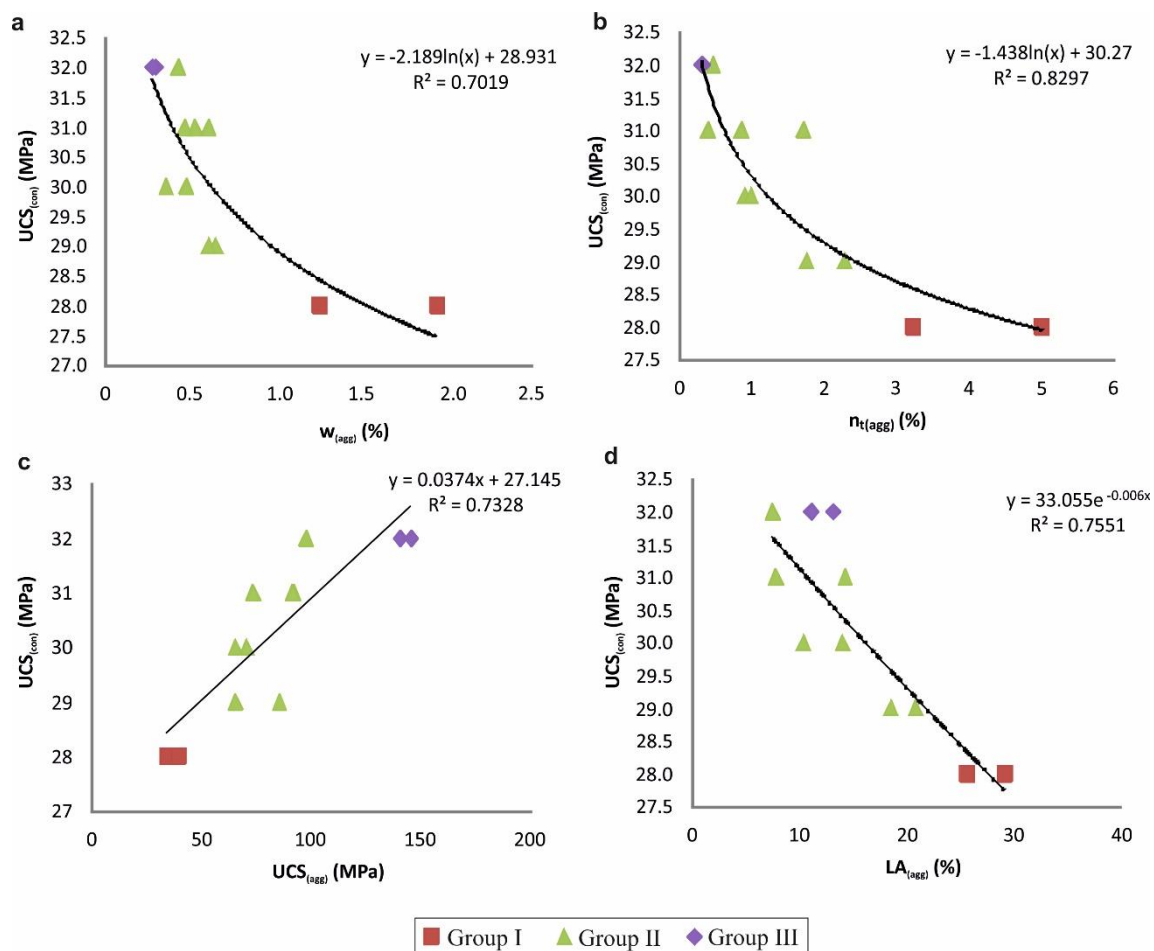 a
y = -2.189ln(x) + 28.931
R² = 0.7019
UCS(con) (MPa)
32.5
32.0
31.5
31.0
30.5
30.0
29.5
29.0
28.5
28.0
27.5
27.0
0.5
1.0
1.5
2.0
2.5
w(agg) (%)
b
y = -1.438ln(x) + 30.27
R² = 0.8297
UCS(con) (MPa)
32.5
32.0
31.5
31.0
30.5
30.0
29.5
29.0
28.5
28.0
27.5
0
1
2
3
4
5
6
nt(agg) (%)
c
y = 0.0374x + 27.145
R² = 0.7328
UCS(con) (MPa)
33
32
31
30
29
28
27
0
50
100
150
200
UCS(agg) (MPa)
d
y = 33.055e -0.006x
R² = 0.7551
UCS(con) (MPa)
32.5
32.0
31.5
31.0
30.5
30.0
29.5
29.0
28.5
28.0
27.5
0
10
20
30
40
LA(agg) (%)
Group I
Group II
Group III